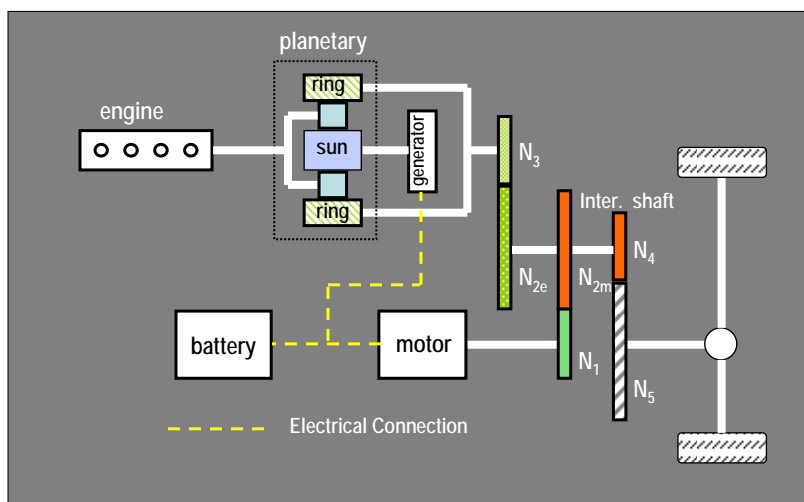 planetary
ring
engine
sun
generator
ring
N3
Inter. shaft
N4
N2e
N2m
battery
motor
N1
N5
Electrical Connection